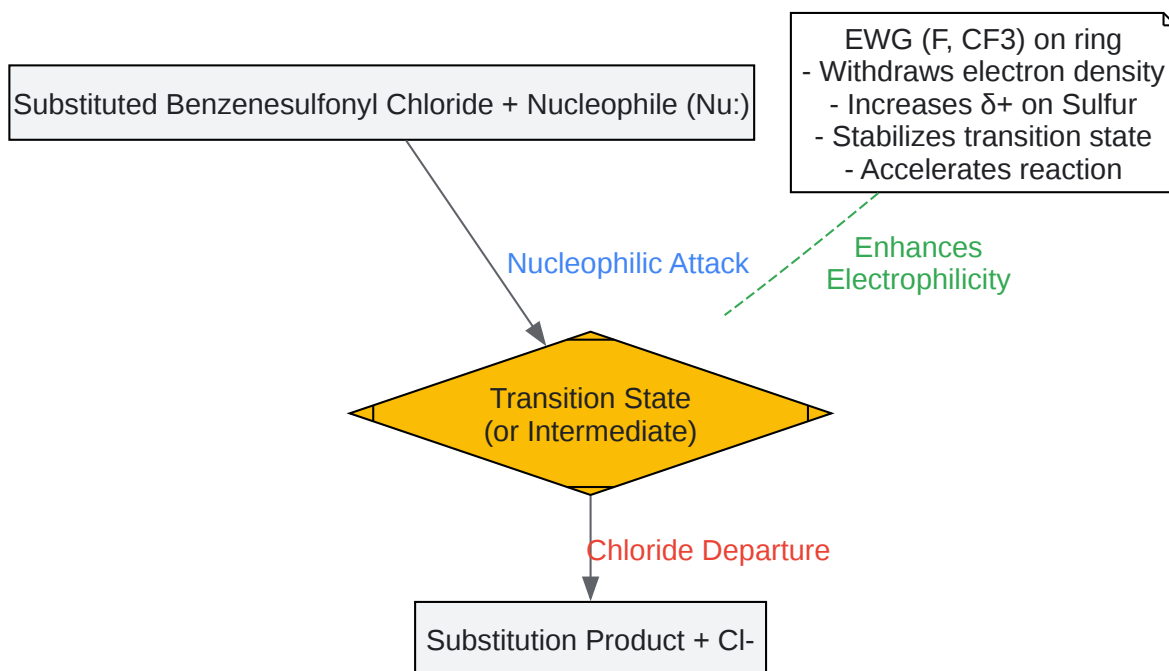 EWG (F, CF3) on ring
- Withdraws electron density
- Increases δ+ on Sulfur
- Stabilizes transition state
- Accelerates reaction
Substituted Benzenesulfonyl Chloride + Nucleophile (Nu:)
Nucleophilic Attack
Enhances
Electrophilicity
Transition State
(or Intermediate)
Chloride Departure
Substitution Product + Cl-